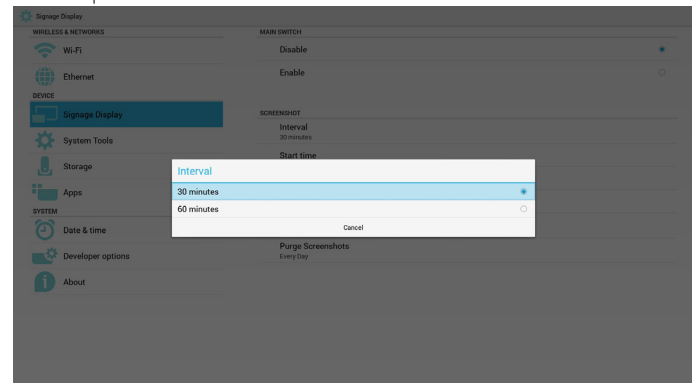 Signage Display
WIRELESS & NETWORKS
Wi-Fi
Ethernet
DEVICE
Signage Display
System Tools
Storage
Apps
SYSTEM
Date & time
Developer options
About
MAIN SWITCH
Disable
Enable
SCREENSHOT
Interval
30 minutes
Start time
Interval
30 minutes
60 minutes
Cancel
Purge Screenshots
Every Day